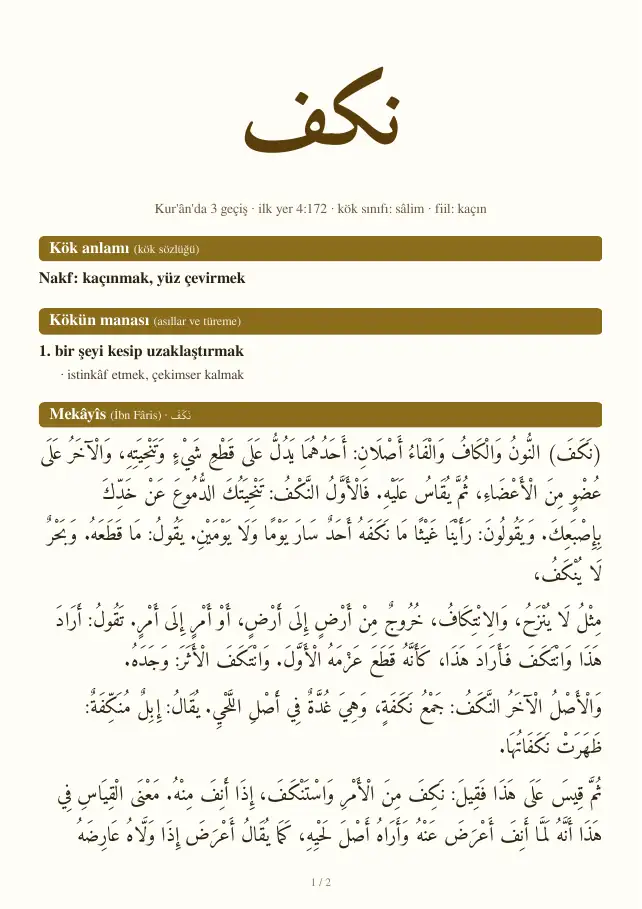 نكف
Kur'ân'da 3 geçiş · ilk yer 4:172 · kök sınıfı: sâlim · fiil: kaçın
Kök anlamı (kök sözlüğü)
Nakf: kaçınmak, yüz çevirmek
Kökün manası (asıllar ve türeme)
1. bir şeyi kesip uzaklaştırmak
· istinkâf etmek, çekimser kalmak
Mekâyîs (İbn Fâris) · نَكَفَ
(نَكَفَ) النُّونُ وَالْكَافُ وَالْفَاءُ أَصْلَانِ: أَحَدُهُمَا يَدُلُّ عَلَى قَطْعِ شَيْءٍ وَتَنْحِيَتِهِ، وَالْآخَرُ عَلَى
عُضْوٍ مِنَ الْأَعْضَاءِ، ثُمَّ يُقَاسُ عَلَيْهِ. فَالْأَوَّلُ النَّكْفُ: تَنْحِيَتُكَ الدُّمُوعَ عَنْ خَدِّكَ
بِإِصْبَعِكَ. وَيَقُولُونَ: رَأَيْنَا غَيْثًا مَا نَكَفَهُ أَحَدٌ سَارَ يَوْمًا وَلَا يَوْمَيْنِ. يَقُولُ: مَا قَطَعَهُ. وَبَحْرٌ
لَا يُنْكَفُ،
مِثْلُ لَا يُنْزَحُ، وَالِانْتِكَافُ، خُرُوجٌ مِنْ أَرْضٍ إِلَى أَرْضٍ، أَوْ أَمْرٍ إِلَى أَمْرٍ. تَقُولُ: أَرَادَ
هَذَا وَانْتَكَفَ فَأَرَادَ هَذَا، كَأَنَّهُ قَطَعَ عَزْمَهُ الْأَوَّلَ. وَانْتَكَفَ الْأَثَرَ: وَجَدَهُ.
وَالْأَصْلُ الْآخَرُ النَّكَفُ: جَمْعُ نَكَفَةٍ، وَهِيَ غُدَّةٌ فِي أَصْلِ اللَّحْيِ. يُقَالُ: إِبِلٌ مُنَكِّفَةٌ:
ظَهَرَتْ نَكَفَاتُهَا.
ثُمَّ قِيسَ عَلَى هَذَا فَقِيلَ: نَكِفَ مِنَ الْأَمْرِ وَاسْتَنْكَفَ، إِذَا أَنِفَ مِنْهُ. مَعْنَى الْقِيَاسِ فِي
هَذَا أَنَّهُ لَمَّا أَنِفَ أَعْرَضَ عَنْهُ وَأَرَاهُ أَصْلَ لَحْيِهِ، كَمَا يُقَالُ أَعْرَضَ إِذَا وَلَّاهُ عَارِضَهُ
1 / 2